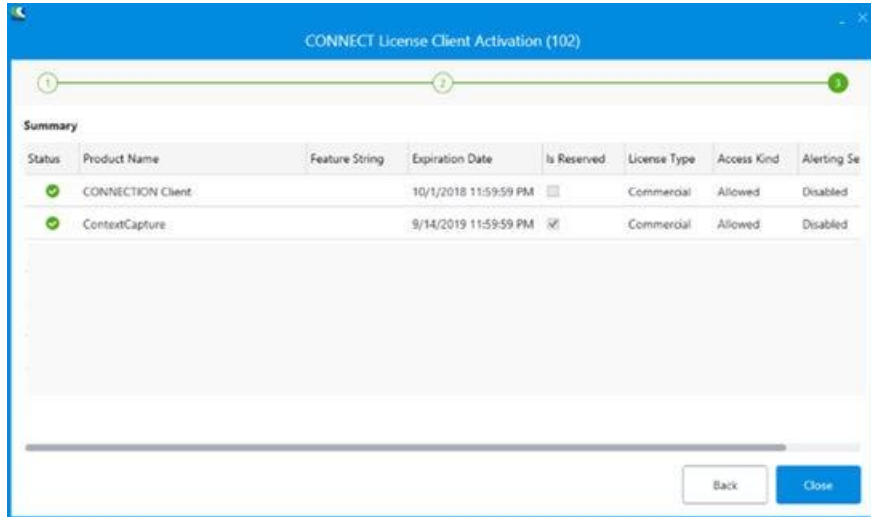 CONNECT License Client Activation (102)
1 2 3
Summary
Status Product Name Feature String Expiration Date Is Reserved License Type Access Kind Alerting Se
CONNECTION Client 10/1/2018 11:59:59 PM Commercial Allowed Disabled
ContextCapture 9/14/2019 11:59:59 PM Commercial Allowed Disabled
Back Close